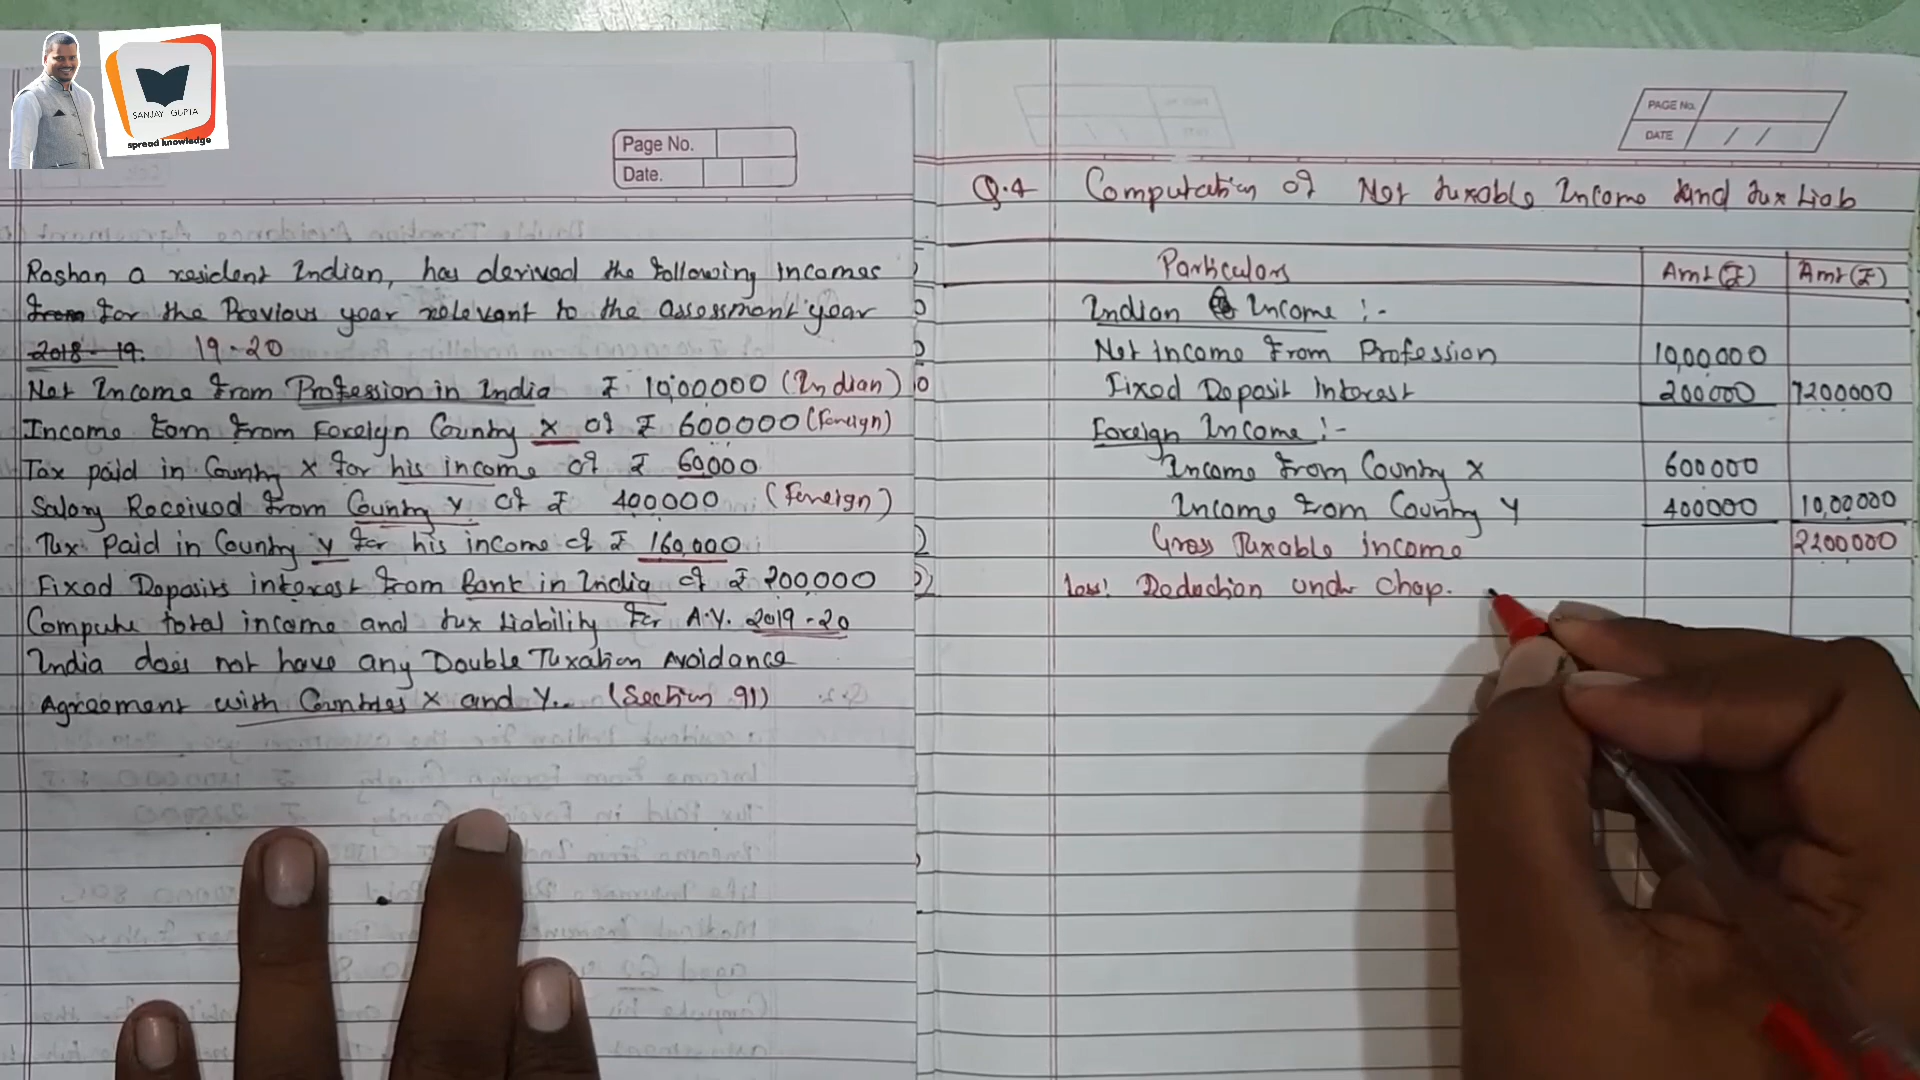 SANJAY GUPTA
spread knowledge
Page No.
Date.
Roshan a resident Indian, has derived the following incomes
from for the Previous year relevant to the assessment year
2018-19. 19-20
Net Income from Profession in India ₹ 10,00000 (Indian)
Income eom from Foreign Country X of ₹ 600000 (Foreign)
Tax paid in County X for his income of ₹ 60,000
Salary Received from Country Y of ₹ 400000 (Foreign)
Tax Paid in Country Y for his income of ₹ 160,000
Fixed Deposits interest from Bank in India of ₹ 200000
Compute total income and tax liability for A.Y. 2019-20
India does not have any Double Taxation Avoidance
Agreement with Countries X and Y.. (Section 91)
PAGE No.
DATE / /
Q.4 Computation of Net taxable Income and tax Liab
Particulars Amt (₹) Amt (₹)
Indian Income :-
Net income from Profession 10,00000
Fixed Deposit Interest 200000 1200000
Foreign Income :-
Income from Country X 600000
Income from Country Y 400000 10,00000
Gross Taxable income 2200000
Less: Deduction under Chap.